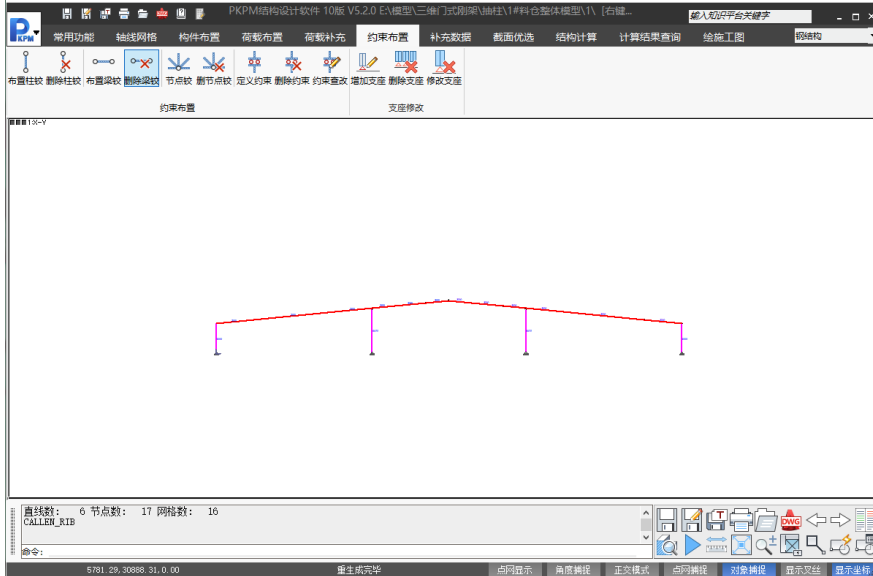 PKPM结构设计软件 10版 V5.2.0 E:\模型\三维门式刚架\抽柱\1#料仓整体模型\1\ [右键...
输入知识平台关键字
PKPM
常用功能 轴线网格 构件布置 荷载布置 荷载补充 约束布置 补充数据 截面优选 结构计算 计算结果查询 绘施工图 钢结构
布置柱铰 删除柱铰 布置梁铰 删除梁铰 节点铰 删节点铰 定义约束 删除约束 约束查改 增加支座 删除支座 修改支座
约束布置 支座修改
1X-Y
直线数: 6 节点数: 17 网格数: 16
CALLEN_RIB
DWG
命令:
5781.29,30888.31,0.00 重生成完毕 点网显示 角度捕捉 正交模式 点网捕捉 对象捕捉 显示叉丝 显示坐标